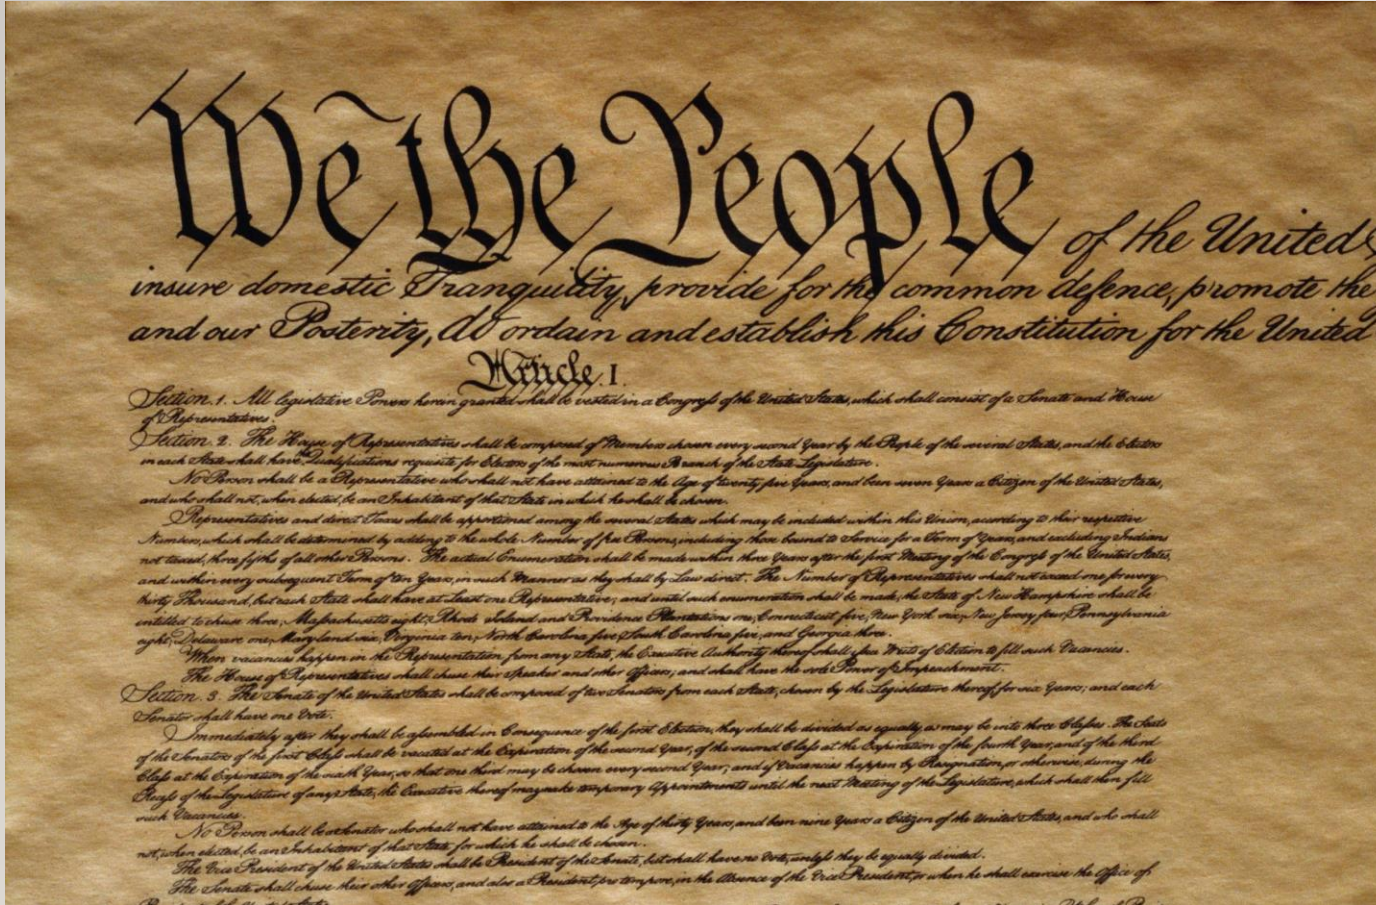 We the People of the United
insure domestic Tranquility, provide for the common defence, promote the
and our Posterity, do ordain and establish this Constitution for the United
Article. I.
Section. 1. All legislative Powers herein granted shall be vested in a Congress of the United States, which shall consist of a Senate and House
of Representatives.
Section. 2. The House of Representatives shall be composed of Members chosen every second Year by the People of the several States, and the Electors
in each State shall have the Qualifications requisite for Electors of the most numerous Branch of the State Legislature.
No Person shall be a Representative who shall not have attained to the Age of twenty five Years, and been seven Years a Citizen of the United States,
and who shall not, when elected, be an Inhabitant of that State in which he shall be chosen.
Representatives and direct Taxes shall be apportioned among the several States which may be included within this Union, according to their respective
Numbers, which shall be determined by adding to the whole Number of free Persons, including those bound to Service for a Term of Years, and excluding Indians
not taxed, three fifths of all other Persons. The actual Enumeration shall be made within three Years after the first Meeting of the Congress of the United States,
and within every subsequent Term of ten Years, in such Manner as they shall by Law direct. The Number of Representatives shall not exceed one for every
thirty Thousand, but each State shall have at Least one Representative; and until such enumeration shall be made, the State of New Hampshire shall be
entitled to chuse three, Massachusetts eight, Rhode Island and Providence Plantations one, Connecticut five, New York six, New Jersey four, Pennsylvania
eight, Delaware one, Maryland six, Virginia ten, North Carolina five, South Carolina five, and Georgia three.
When vacancies happen in the Representation from any State, the Executive Authority thereof shall issue Writs of Election to fill such Vacancies.
The House of Representatives shall chuse their Speaker and other Officers; and shall have the sole Power of Impeachment.
Section. 3. The Senate of the United States shall be composed of two Senators from each State, chosen by the Legislature thereof, for six Years; and each
Senator shall have one Vote.
Immediately after they shall be assembled in Consequence of the first Election, they shall be divided as equally as may be into three Classes. The Seats
of the Senators of the first Class shall be vacated at the Expiration of the second Year, of the second Class at the Expiration of the fourth Year, and of the third
Class at the Expiration of the sixth Year, so that one third may be chosen every second Year; and if Vacancies happen by Resignation, or otherwise, during the
Recess of the Legislature of any State, the Executive thereof may make temporary Appointments until the next Meeting of the Legislature, which shall then fill
such Vacancies.
No Person shall be a Senator who shall not have attained to the Age of thirty Years, and been nine Years a Citizen of the United States, and who shall
not, when elected, be an Inhabitant of that State for which he shall be chosen.
The Vice President of the United States shall be President of the Senate, but shall have no Vote, unless they be equally divided.
The Senate shall chuse their other Officers, and also a President pro tempore, in the Absence of the Vice President, or when he shall exercise the Office of